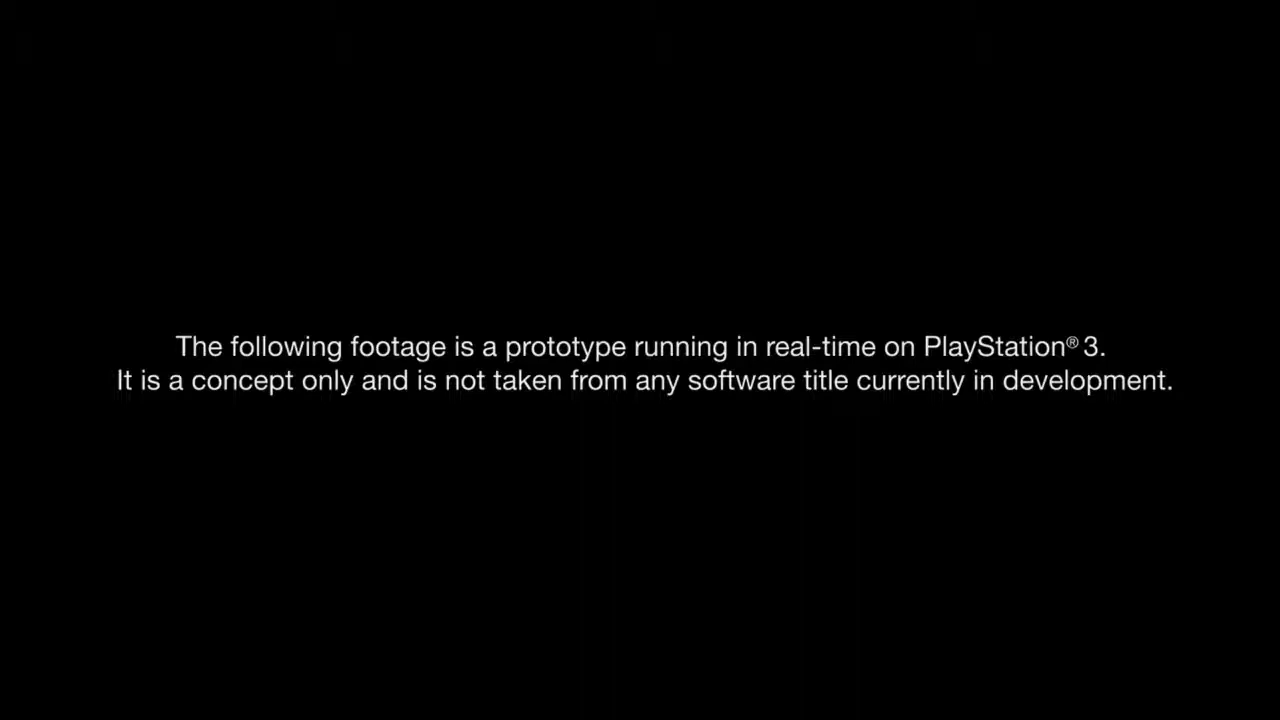 The following footage is a prototype running in real-time on PlayStation®3.
It is a concept only and is not taken from any software title currently in development.